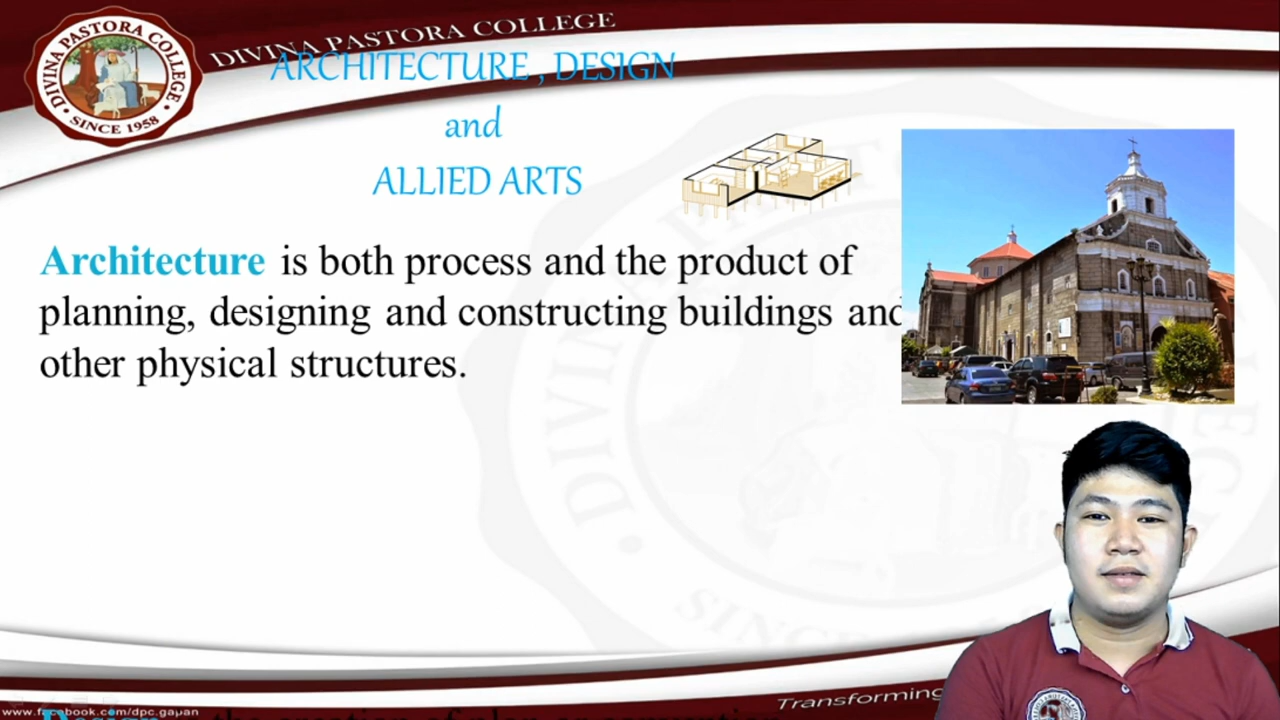 DIVINA PASTORA COLLEGE
DIVINA PASTORA COLLEGE
SINCE 1958
ARCHITECTURE , DESIGN
and
ALLIED ARTS
Architecture is both process and the product of
planning, designing and constructing buildings and
other physical structures.
Transforming
www.facebook.com/dpc.gapan